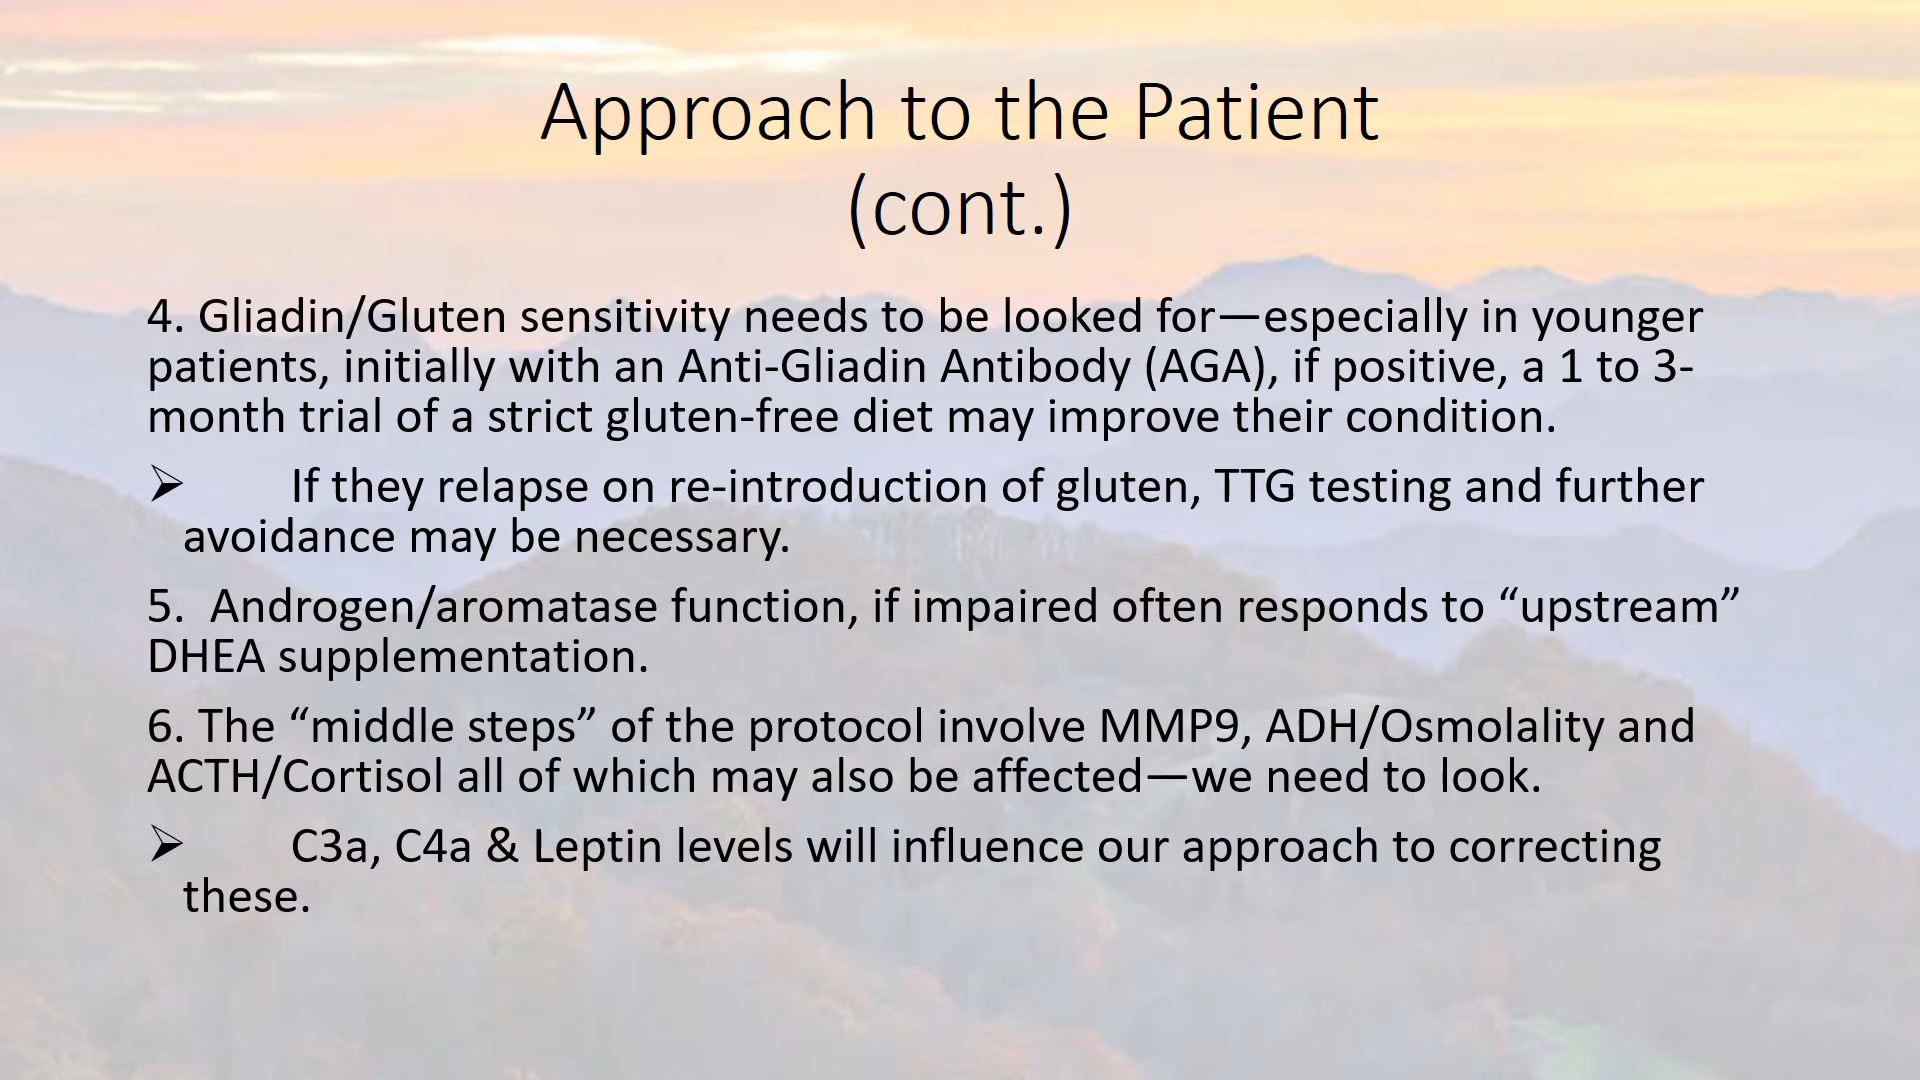 Approach to the Patient
(cont.)
4. Gliadin/Gluten sensitivity needs to be looked for—especially in younger
patients, initially with an Anti-Gliadin Antibody (AGA), if positive, a 1 to 3-
month trial of a strict gluten-free diet may improve their condition.
➢ If they relapse on re-introduction of gluten, TTG testing and further
avoidance may be necessary.
5.  Androgen/aromatase function, if impaired often responds to “upstream”
DHEA supplementation.
6. The “middle steps” of the protocol involve MMP9, ADH/Osmolality and
ACTH/Cortisol all of which may also be affected—we need to look.
➢ C3a, C4a & Leptin levels will influence our approach to correcting
these.